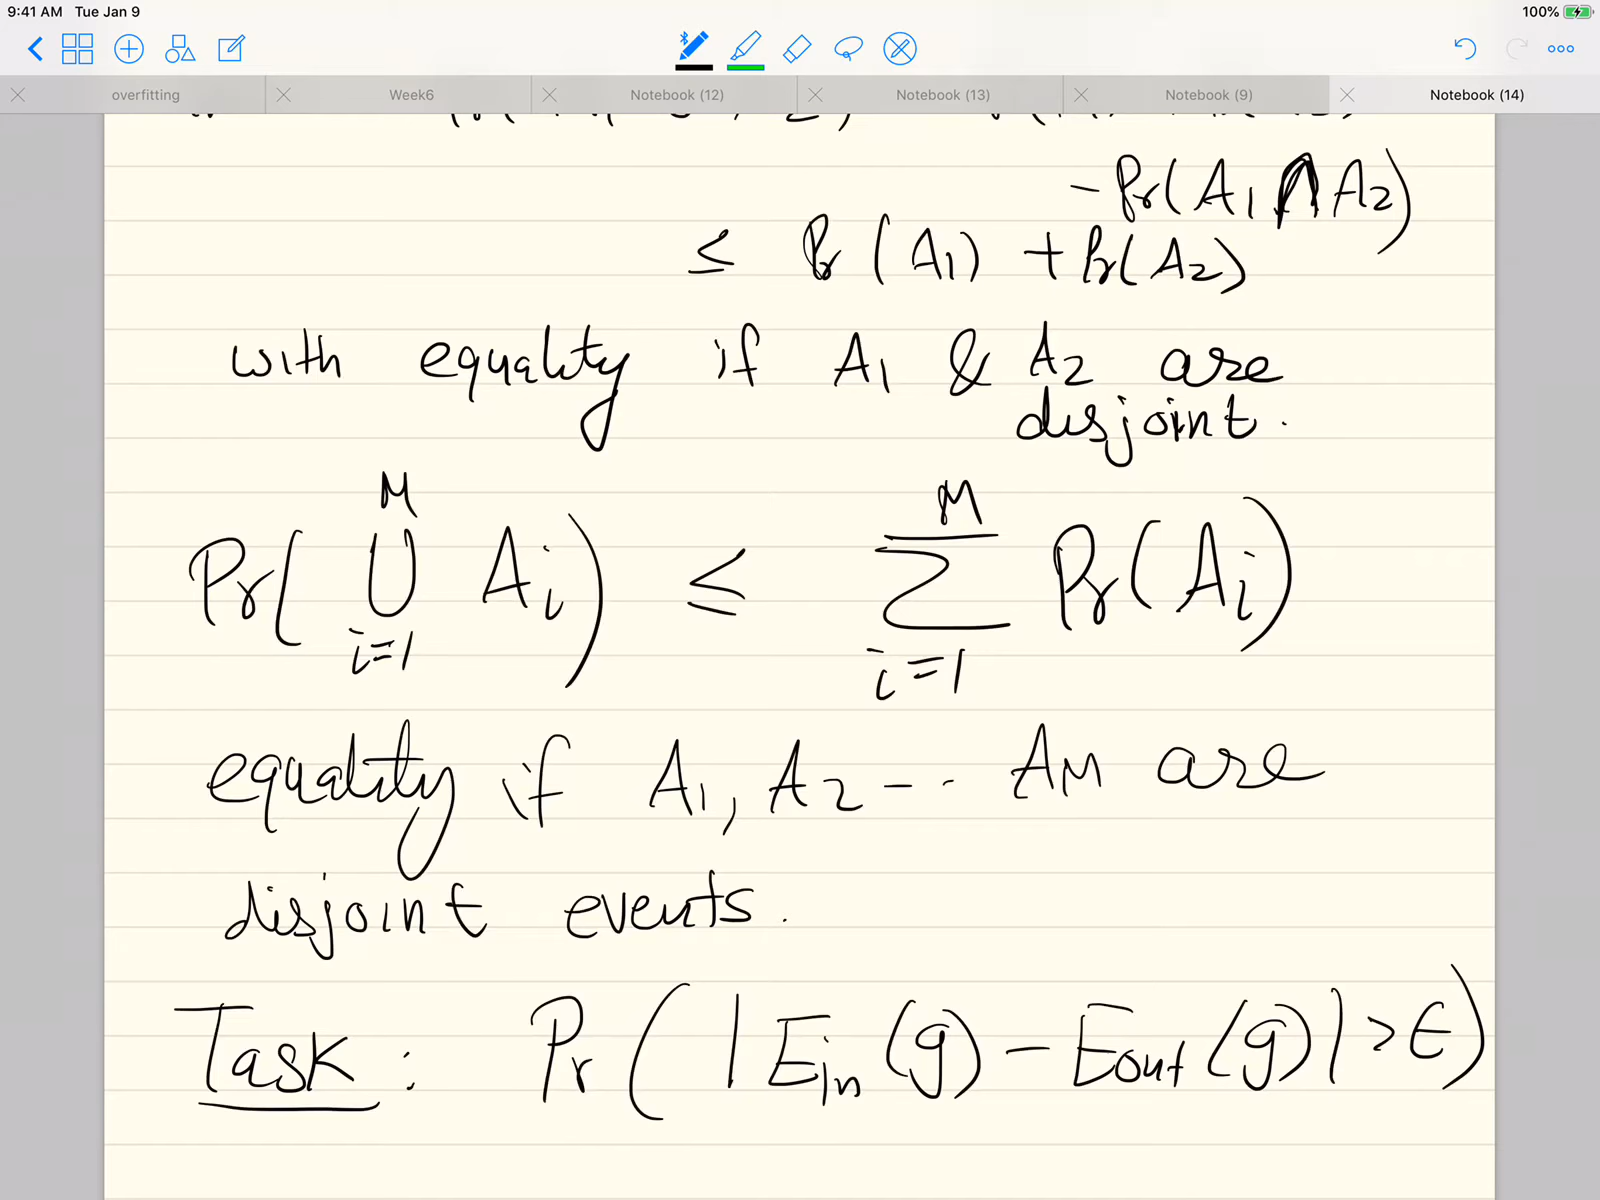 9:41 AM Tue Jan 9 100%
overfitting Week6 Notebook (12) Notebook (13) Notebook (9) Notebook (14)
- Pr(A1 ∩ A2)
≤ Pr(A1) + Pr(A2)
with equality if A1 & A2 are
disjoint.
Pr( ⋃_{i=1}^{M} Ai ) ≤ ∑_{i=1}^{M} Pr(Ai)
equality if A1, A2 - - AM are
disjoint events.
Task : Pr( | Ein(g) - Eout(g) | > ϵ )